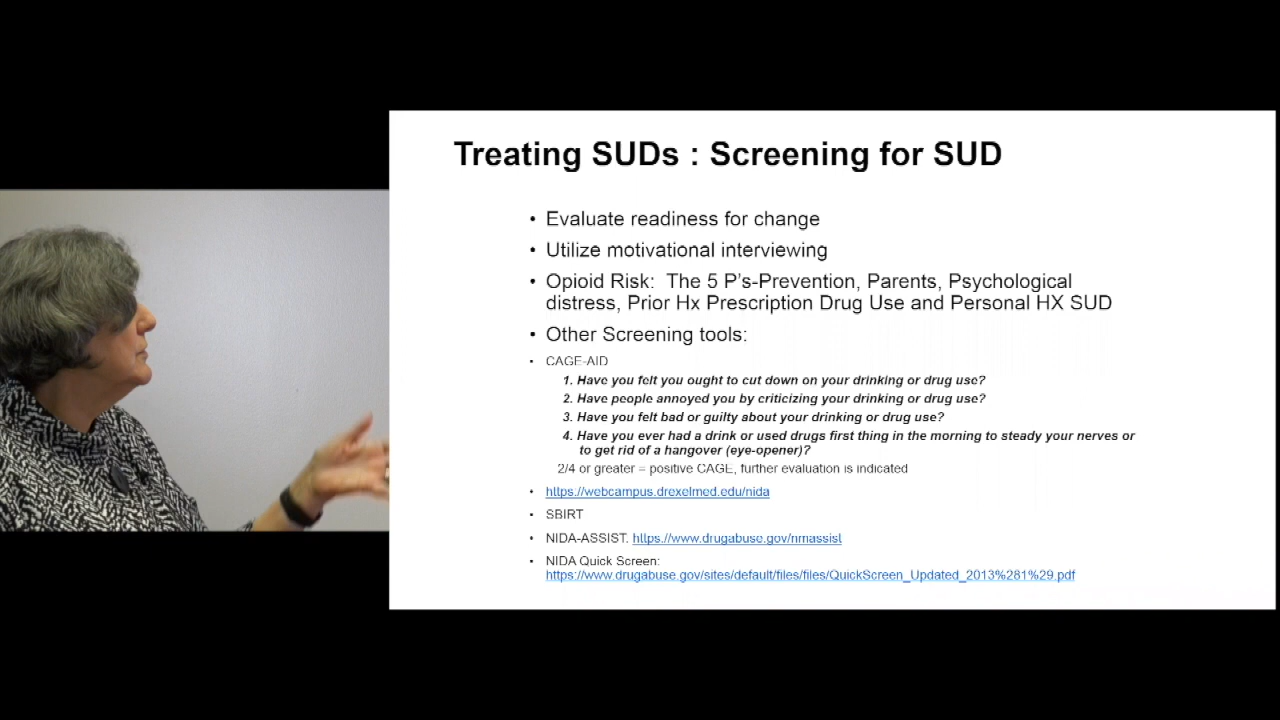 Treating SUDs : Screening for SUD
• Evaluate readiness for change
• Utilize motivational interviewing
• Opioid Risk:  The 5 P's-Prevention, Parents, Psychological
distress, Prior Hx Prescription Drug Use and Personal HX SUD
• Other Screening tools:
• CAGE-AID
1. Have you felt you ought to cut down on your drinking or drug use?
2. Have people annoyed you by criticizing your drinking or drug use?
3. Have you felt bad or guilty about your drinking or drug use?
4. Have you ever had a drink or used drugs first thing in the morning to steady your nerves or
to get rid of a hangover (eye-opener)?
2/4 or greater = positive CAGE, further evaluation is indicated
• https://webcampus.drexelmed.edu/nida
• SBIRT
• NIDA-ASSIST. https://www.drugabuse.gov/nmassist
• NIDA Quick Screen:
https://www.drugabuse.gov/sites/default/files/files/QuickScreen_Updated_2013%281%29.pdf